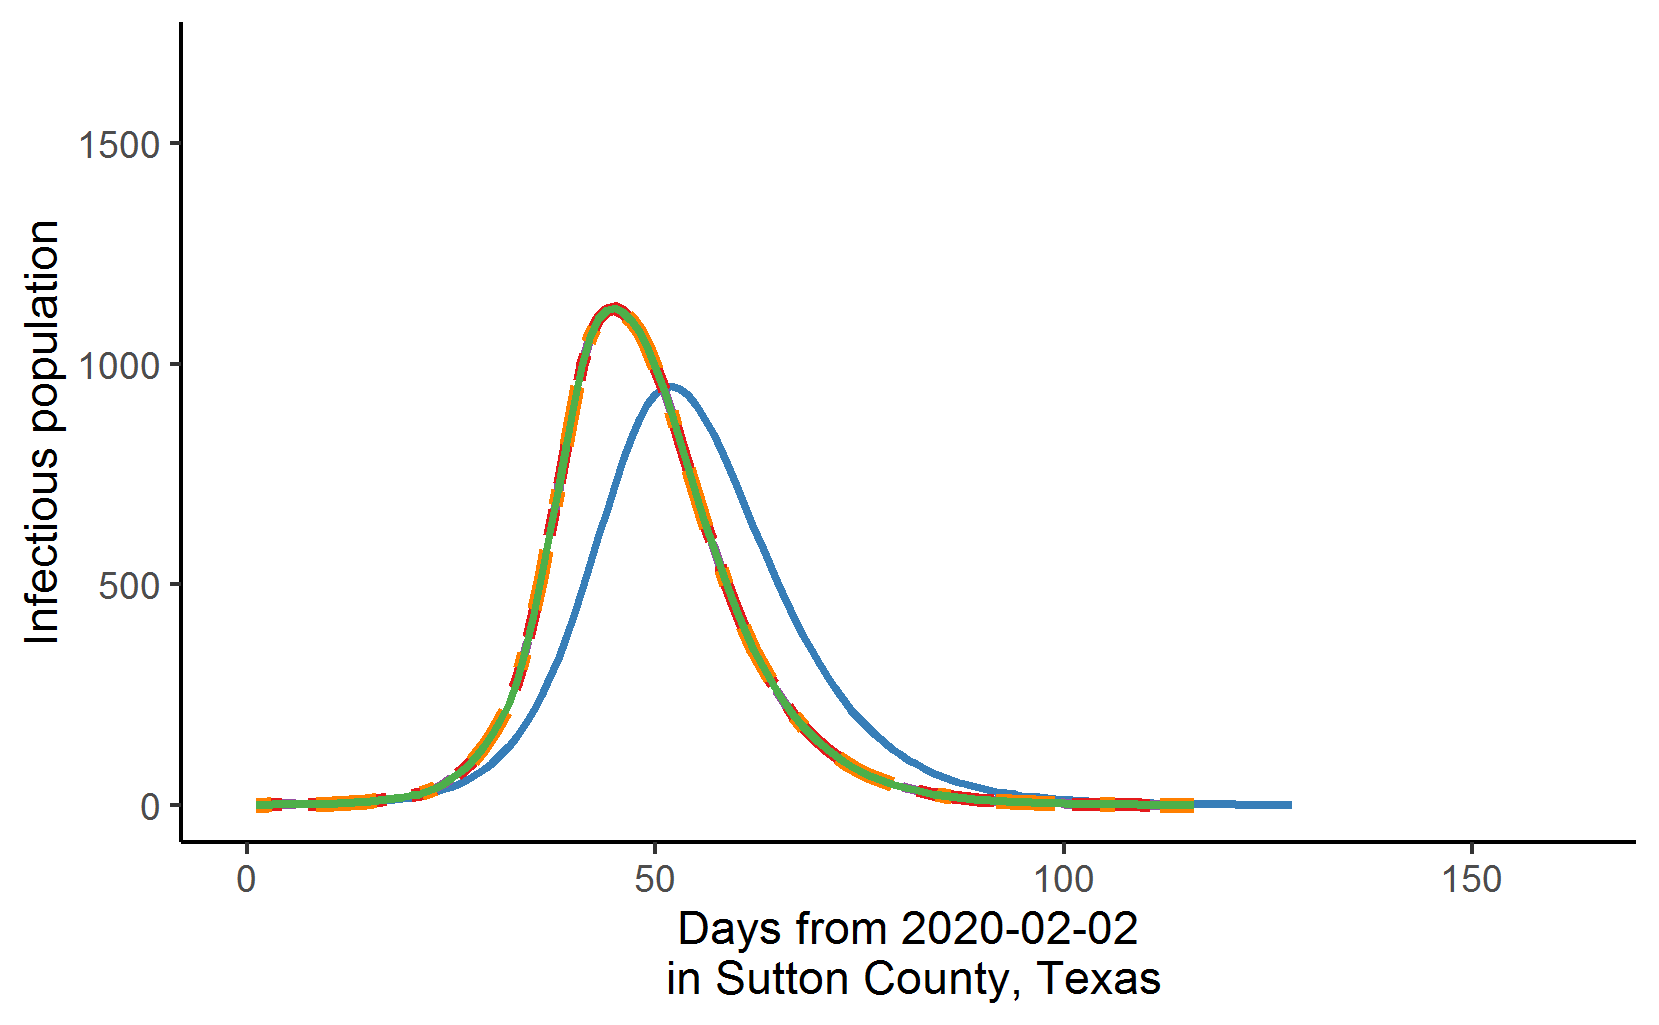 Infectious population
1500
1000
500
0
0 50 100 150
Days from 2020-02-02
in Sutton County, Texas